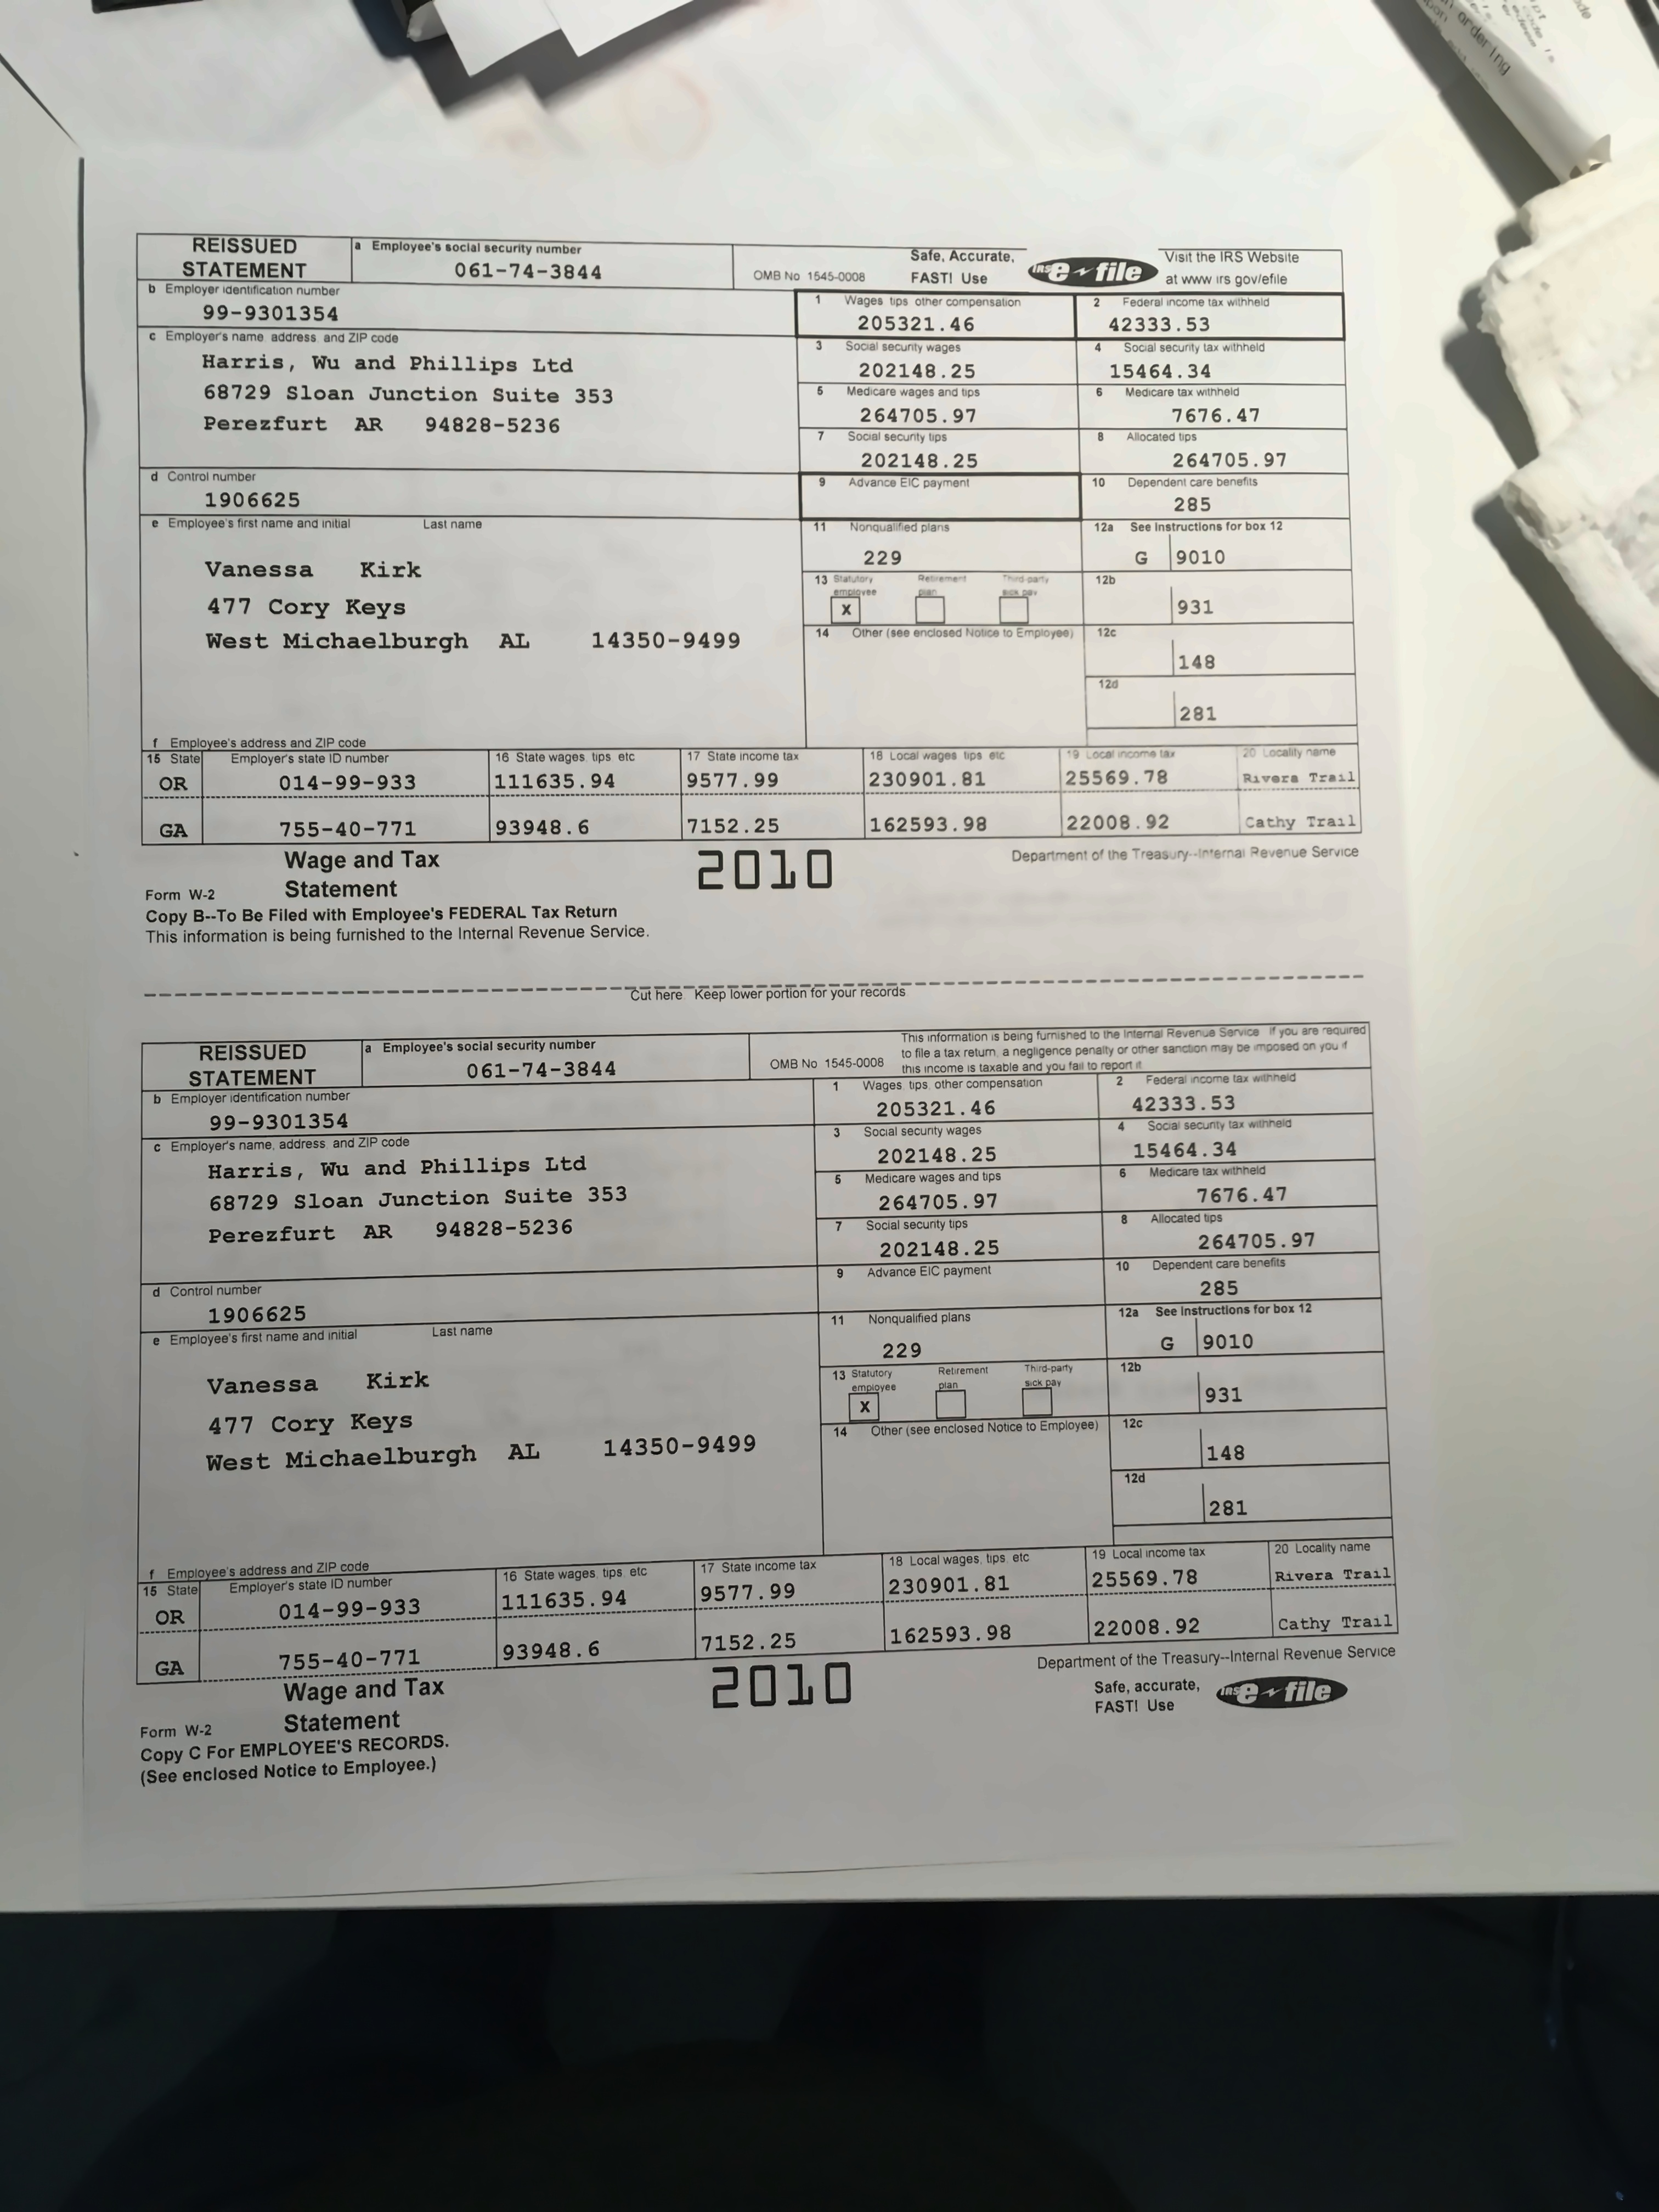 ordering
REISSUED STATEMENT
a Employee's social security number
061-74-3844
OMB No 1545-0008
Safe, Accurate, FAST! Use
IRS e-file
Visit the IRS Website at www irs gov/efile
b Employer identification number
99-9301354
1 Wages tips other compensation
205321.46
2 Federal income tax withheld
42333.53
c Employer's name address, and ZIP code
Harris, Wu and Phillips Ltd
68729 Sloan Junction Suite 353
Perezfurt AR 94828-5236
3 Social security wages
202148.25
4 Social security tax withheld
15464.34
5 Medicare wages and tips
264705.97
6 Medicare tax withheld
7676.47
7 Social security tips
202148.25
8 Allocated tips
264705.97
d Control number
1906625
9 Advance EIC payment
10 Dependent care benefits
285
e Employee's first name and initial Last name
Vanessa Kirk
477 Cory Keys
West Michaelburgh AL 14350-9499
11 Nonqualified plans
229
12a See Instructions for box 12
G 9010
13 Statutory employee
X
Retirement plan
Third-party sick pay
12b
931
14 Other (see enclosed Notice to Employee)
12c
148
12d
281
f Employee's address and ZIP code
15 State Employer's state ID number 16 State wages, tips, etc 17 State income tax 18 Local wages tips etc 19 Local income tax 20 Locality name
OR 014-99-933 111635.94 9577.99 230901.81 25569.78 Rivera Trail
GA 755-40-771 93948.6 7152.25 162593.98 22008.92 Cathy Trail
Form W-2 Wage and Tax Statement
2010
Department of the Treasury--Internal Revenue Service
Copy B--To Be Filed with Employee's FEDERAL Tax Return
This information is being furnished to the Internal Revenue Service.
Cut here Keep lower portion for your records
REISSUED STATEMENT
a Employee's social security number
061-74-3844
OMB No 1545-0008
This information is being furnished to the Internal Revenue Service If you are required
to file a tax return, a negligence penalty or other sanction may be imposed on you if
this income is taxable and you fail to report it
b Employer identification number
99-9301354
1 Wages, tips, other compensation
205321.46
2 Federal income tax withheld
42333.53
c Employer's name, address, and ZIP code
Harris, Wu and Phillips Ltd
68729 Sloan Junction Suite 353
Perezfurt AR 94828-5236
3 Social security wages
202148.25
4 Social security tax withheld
15464.34
5 Medicare wages and tips
264705.97
6 Medicare tax withheld
7676.47
7 Social security tips
202148.25
8 Allocated tips
264705.97
d Control number
1906625
9 Advance EIC payment
10 Dependent care benefits
285
e Employee's first name and initial Last name
Vanessa Kirk
477 Cory Keys
West Michaelburgh AL 14350-9499
11 Nonqualified plans
229
12a See Instructions for box 12
G 9010
13 Statutory employee
X
Retirement plan
Third-party sick pay
12b
931
14 Other (see enclosed Notice to Employee)
12c
148
12d
281
f Employee's address and ZIP code
15 State Employer's state ID number 16 State wages, tips, etc 17 State income tax 18 Local wages, tips, etc 19 Local income tax 20 Locality name
OR 014-99-933 111635.94 9577.99 230901.81 25569.78 Rivera Trail
GA 755-40-771 93948.6 7152.25 162593.98 22008.92 Cathy Trail
Form W-2 Wage and Tax Statement
2010
Department of the Treasury--Internal Revenue Service
Safe, accurate, FAST! Use
IRS e-file
Copy C For EMPLOYEE'S RECORDS.
(See enclosed Notice to Employee.)